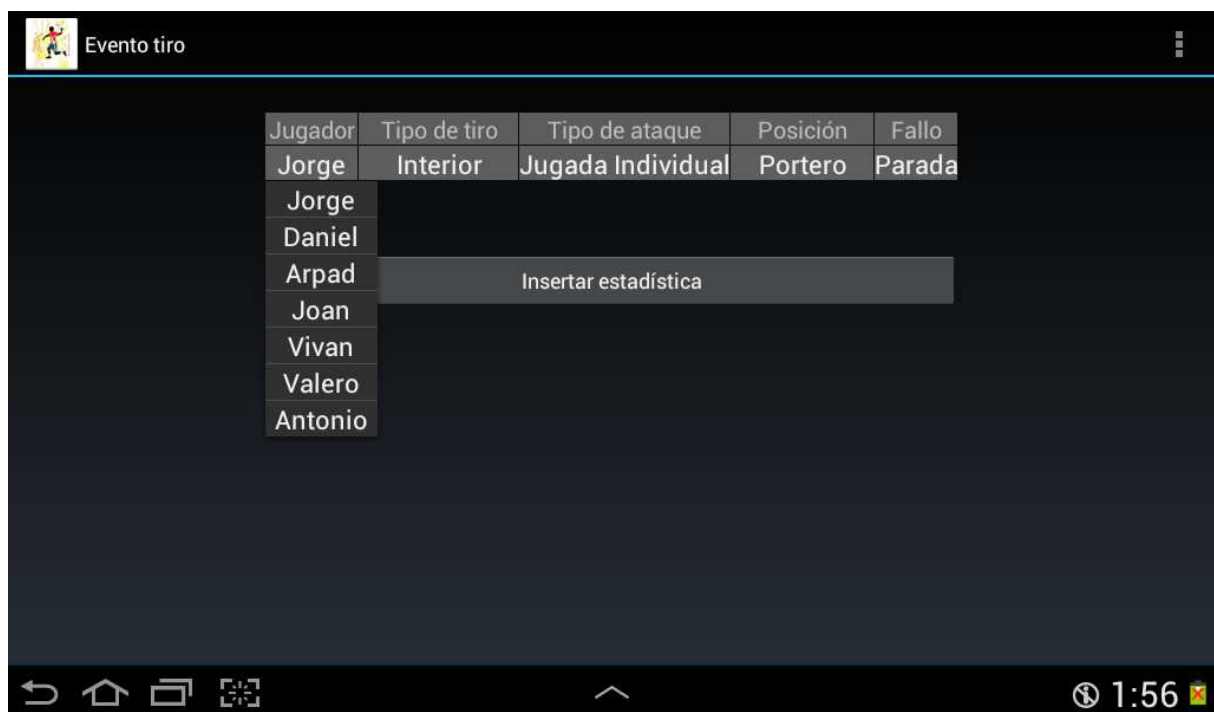 Evento tiro
Jugador Tipo de tiro Tipo de ataque Posición Fallo
Jorge Interior Jugada Individual Portero Parada
Jorge
Daniel
Arpad
Insertar estadística
Joan
Vivan
Valero
Antonio
1:56